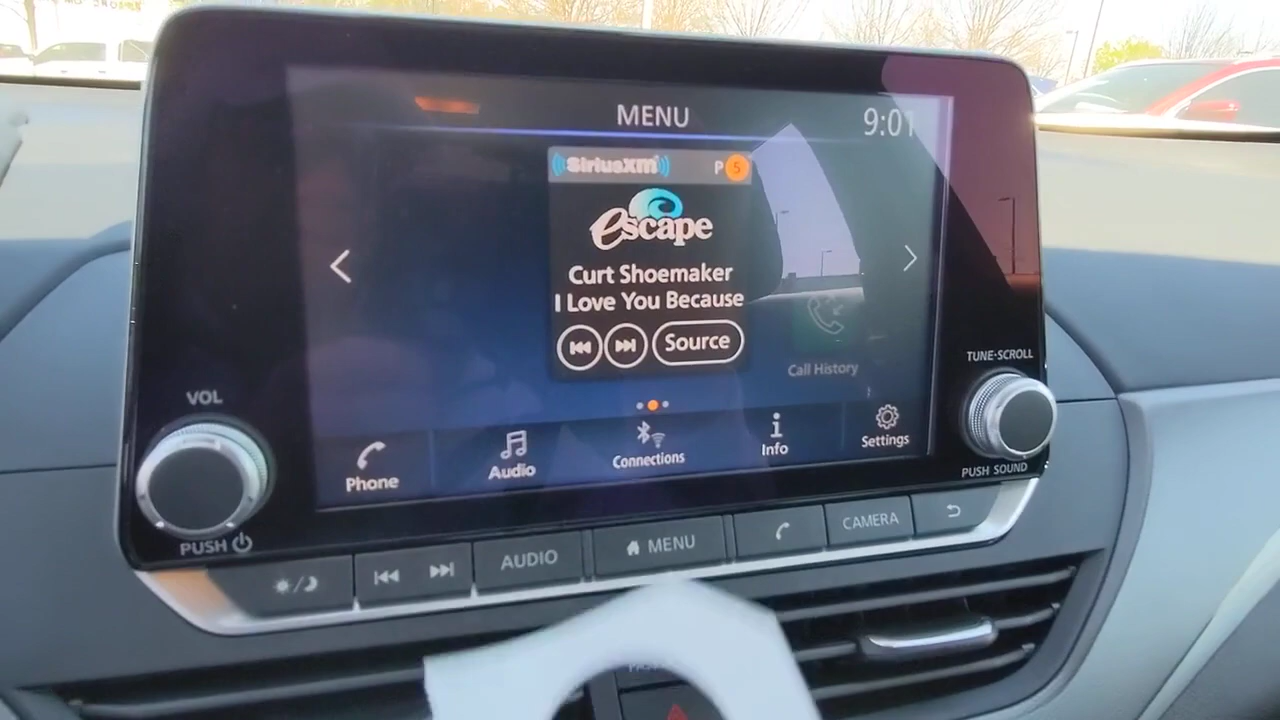 MENU
9:01
SiriusXM P 5
escape
Curt Shoemaker
I Love You Because
Source
Call History
Phone
Audio
Connections
Info
Settings
VOL
PUSH
TUNE·SCROLL
PUSH SOUND
AUDIO
MENU
CAMERA